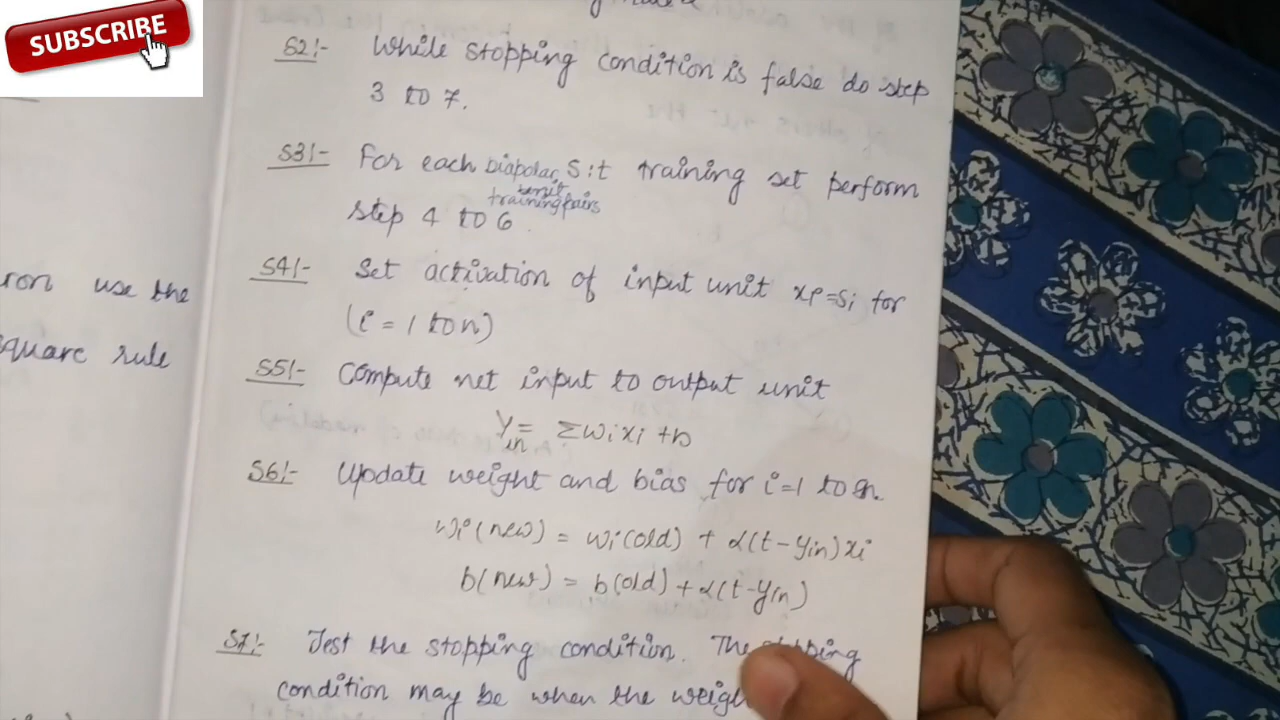 SUBSCRIBE
S2:- While stopping condition is false do step
3 to 7.
S3:- For each biapolar S:t training set perform
training pairs
step 4 to 6
S4:- Set activation of input unit xi=si for
(i = 1 to n)
ron use the
S5:- Compute net input to output unit
square rule
Yin = Σwixi + b
S6:- Update weight and bias for i=1 to n.
wi(new) = wi(old) + α(t-yin)xi
b(new) = b(old) + α(t-yin)
S7:- Test the stopping condition. The stopping
condition may be when the weigh